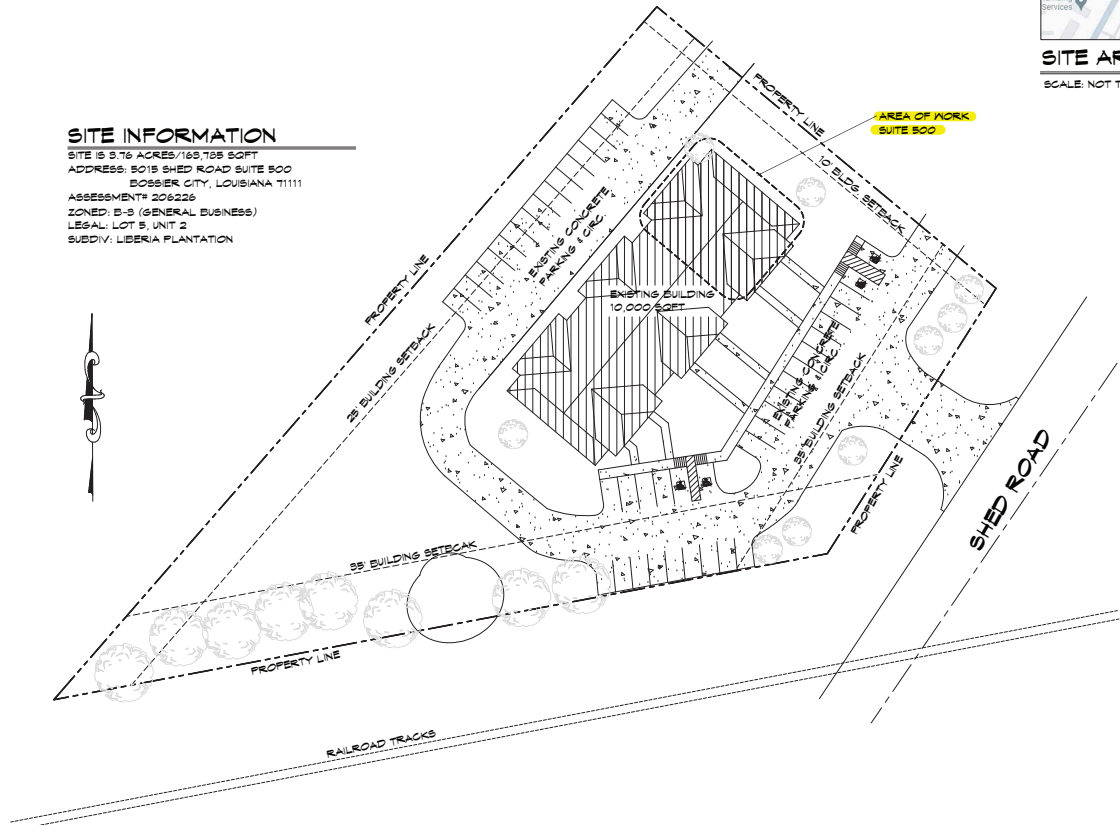 Services
SITE AR
SCALE: NOT T
SITE INFORMATION
SITE IS 3.76 ACRES/163,785 SQFT
ADDRESS: 5015 SHED ROAD SUITE 500
BOSSIER CITY, LOUISIANA 71111
ASSESSMENT# 206226
ZONED: B-3 (GENERAL BUSINESS)
LEGAL: LOT 5, UNIT 2
SUBDIV: LIBERIA PLANTATION
PROPERTY LINE
AREA OF WORK
SUITE 500
10' BLDG. SETBACK
EXISTING CONCRETE
PARKING & CIRC.
PROPERTY LINE
25' BUILDING SETBACK
EXISTING BUILDING
10,000 SQFT
EXISTING CONCRETE
PARKING & CIRC.
35' BUILDING SETBACK
PROPERTY LINE
SHED ROAD
35' BUILDING SETBCAK
PROPERTY LINE
RAILROAD TRACKS